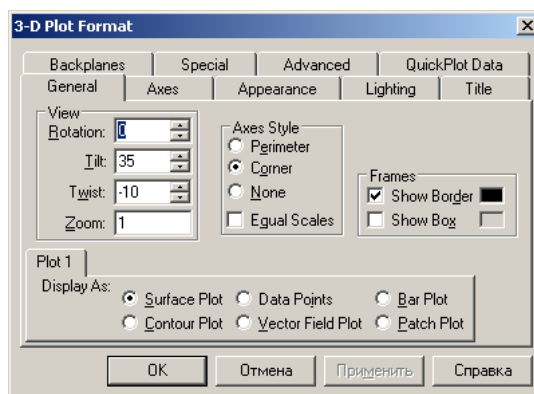 3-D Plot Format
Backplanes Special Advanced QuickPlot Data
General Axes Appearance Lighting Title
View
Rotation: 0
Tilt: 35
Twist: -10
Zoom: 1
Axes Style
Perimeter
Corner
None
Equal Scales
Frames
Show Border
Show Box
Plot 1
Display As:
Surface Plot Data Points Bar Plot
Contour Plot Vector Field Plot Patch Plot
OK Отмена Применить Справка